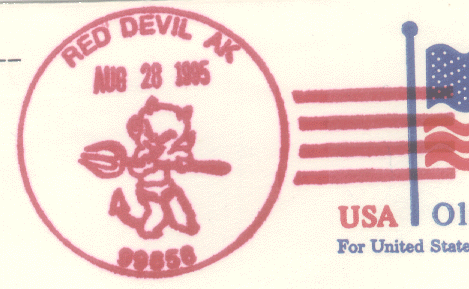 RED DEVIL AK
AUG 28 1995
99656
USA 01
For United State